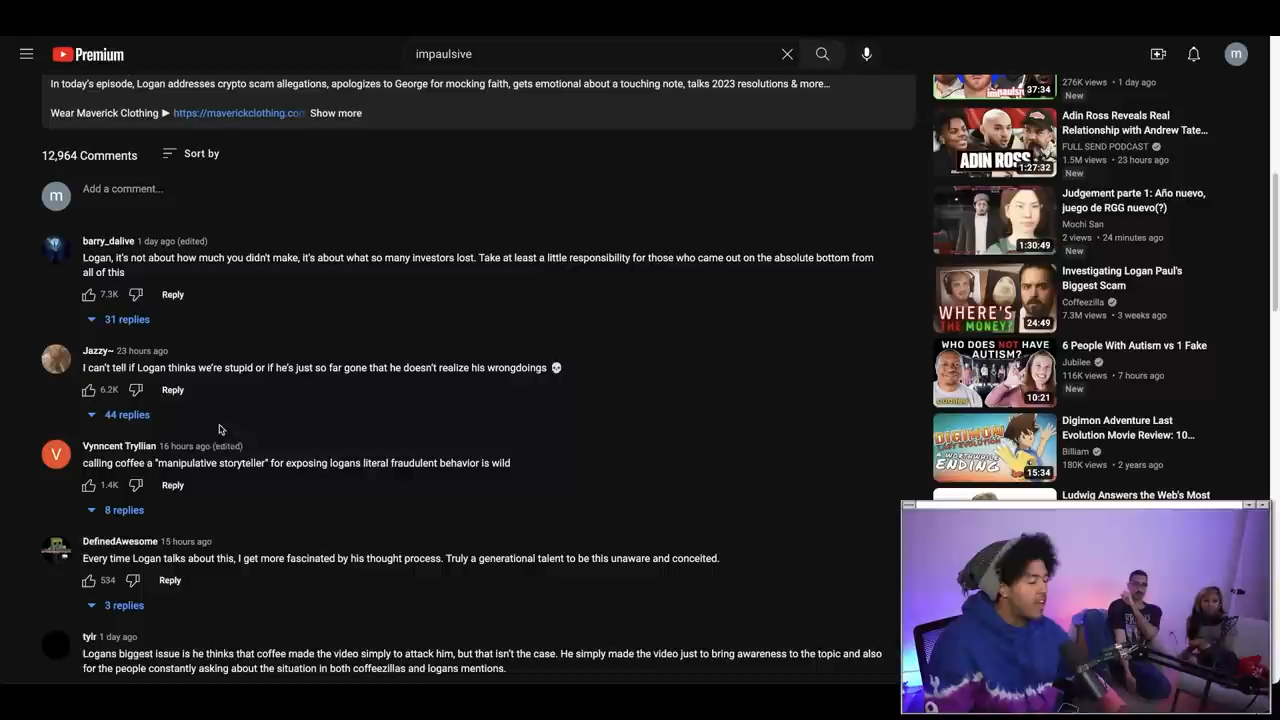 Premium
impaulsive
m
In today's episode, Logan addresses crypto scam allegations, apologizes to George for mocking faith, gets emotional about a touching note, talks 2023 resolutions & more...
Wear Maverick Clothing ▶ https://maverickclothing.com Show more
12,964 Comments
Sort by
m
Add a comment...
barry_dalive 1 day ago (edited)
Logan, it's not about how much you didn't make, it's about what so many investors lost. Take at least a little responsibility for those who came out on the absolute bottom from
all of this
7.3K
Reply
31 replies
Jazzy~ 23 hours ago
I can't tell if Logan thinks we're stupid or if he's just so far gone that he doesn't realize his wrongdoings 💀
6.2K
Reply
44 replies
V
Vynncent Tryllian 16 hours ago (edited)
calling coffee a "manipulative storyteller" for exposing logans literal fraudulent behavior is wild
1.4K
Reply
8 replies
DefinedAwesome 15 hours ago
Every time Logan talks about this, I get more fascinated by his thought process. Truly a generational talent to be this unaware and conceited.
534
Reply
3 replies
tylr 1 day ago
Logans biggest issue is he thinks that coffee made the video simply to attack him, but that isn't the case. He simply made the video just to bring awareness to the topic and also
for the people constantly asking about the situation in both coffeezillas and logans mentions.
276K views • 1 day ago
New
37:34
Adin Ross Reveals Real
Relationship with Andrew Tate...
FULL SEND PODCAST
1.5M views • 23 hours ago
New
ADIN ROSS
1:27:32
Judgement parte 1: Año nuevo,
juego de RGG nuevo(?)
Mochi San
2 views • 24 minutes ago
New
1:30:49
Investigating Logan Paul's
Biggest Scam
Coffeezilla
7.3M views • 3 weeks ago
WHERE'S
THE MONEY?
24:49
6 People With Autism vs 1 Fake
Jubilee
116K views • 7 hours ago
New
WHO DOES NOT HAVE
AUTISM?
10:21
Digimon Adventure Last
Evolution Movie Review: 10...
Billiam
180K views • 2 years ago
DIGIMON
A WORTHWHILE
ENDING
15:34
Ludwig Answers the Web's Most